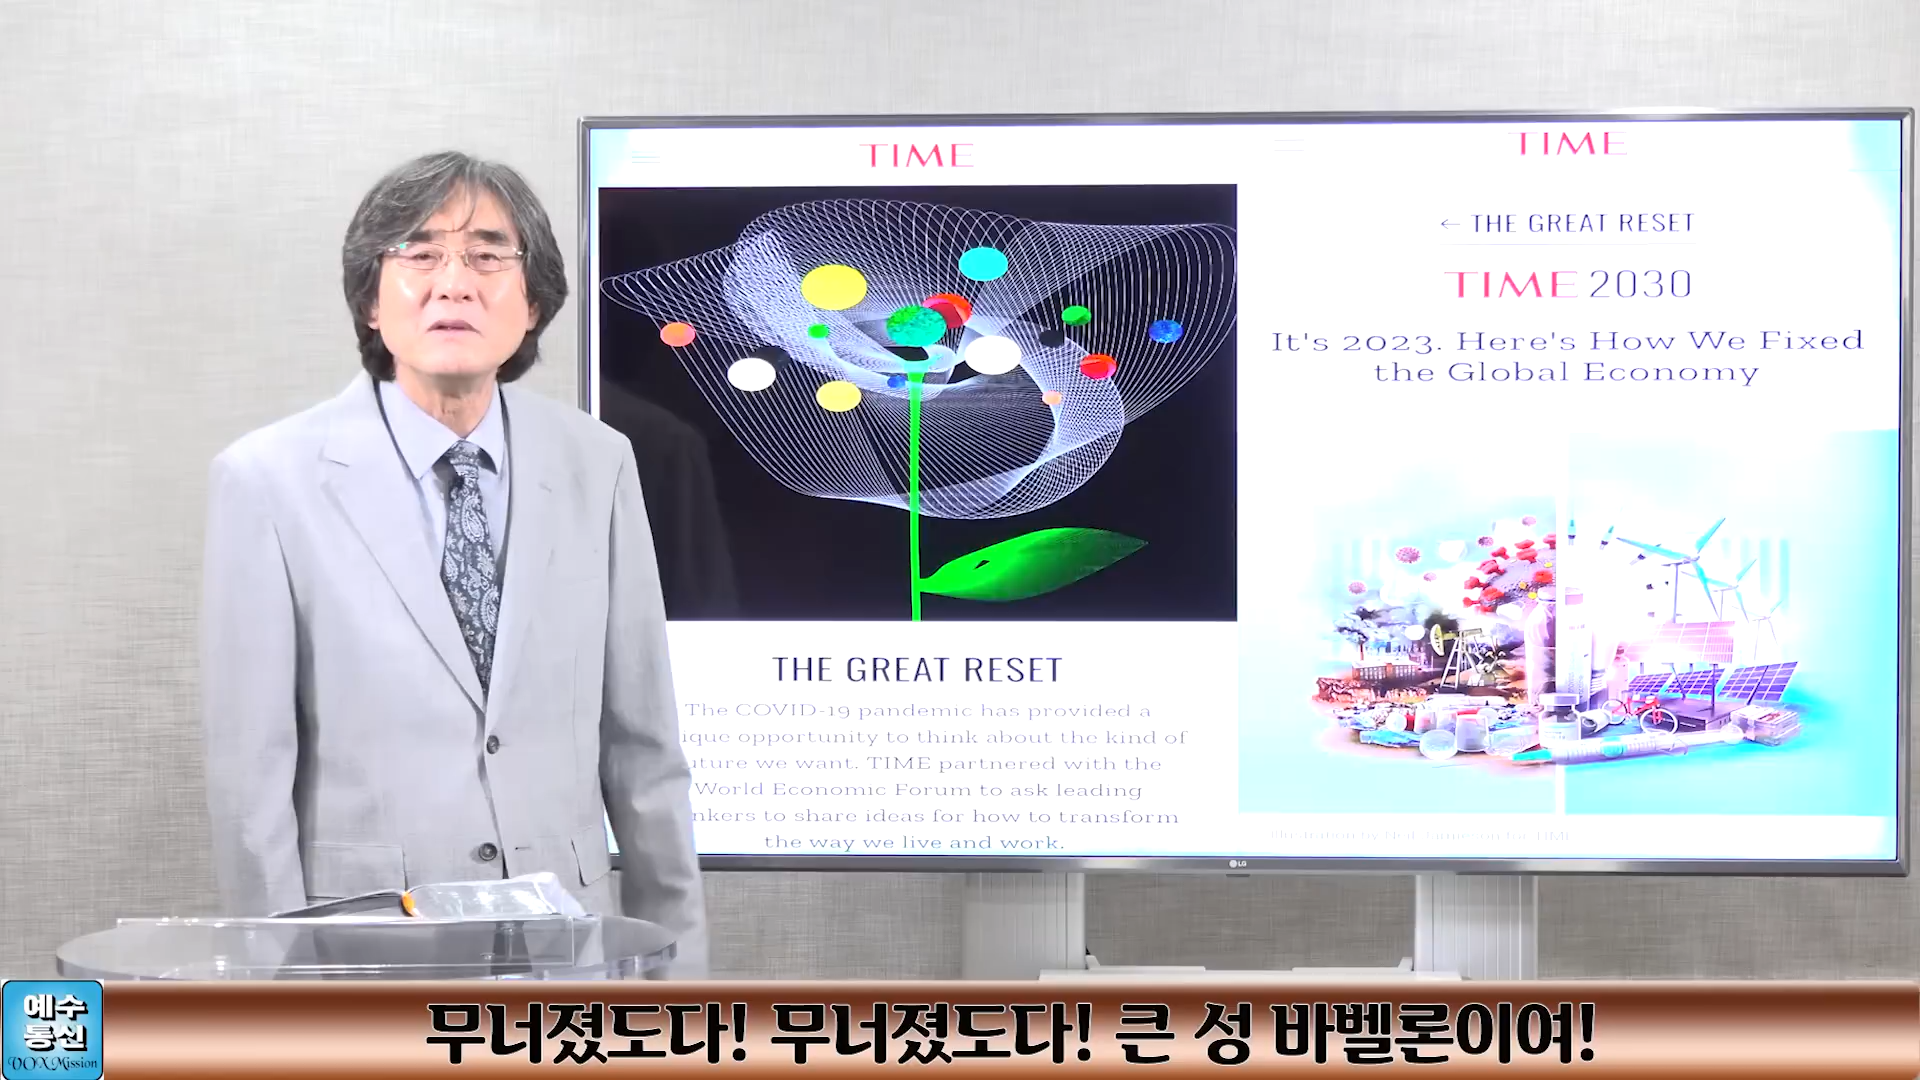 TIME
THE GREAT RESET
The COVID-19 pandemic has provided a
opportunity to think about the kind of
we want. TIME partnered with the
World Economic Forum to ask leading
to share ideas for how to transform
the way we live and work.
TIME
← THE GREAT RESET
TIME 2030
It's 2023. Here's How We Fixed
the Global Economy
LG
예수
통신
VOX Mission
무너졌도다! 무너졌도다! 큰 성 바벨론이여!